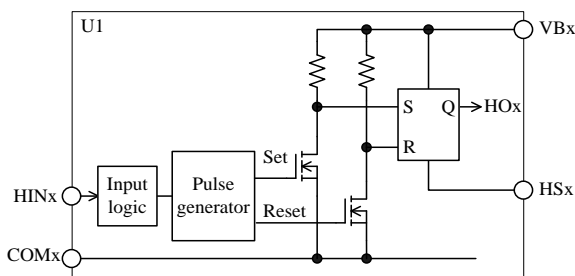 U1
VBx
S
Q
HOx
R
Set
HINx
Input
logic
Pulse
generator
HSx
Reset
COMx